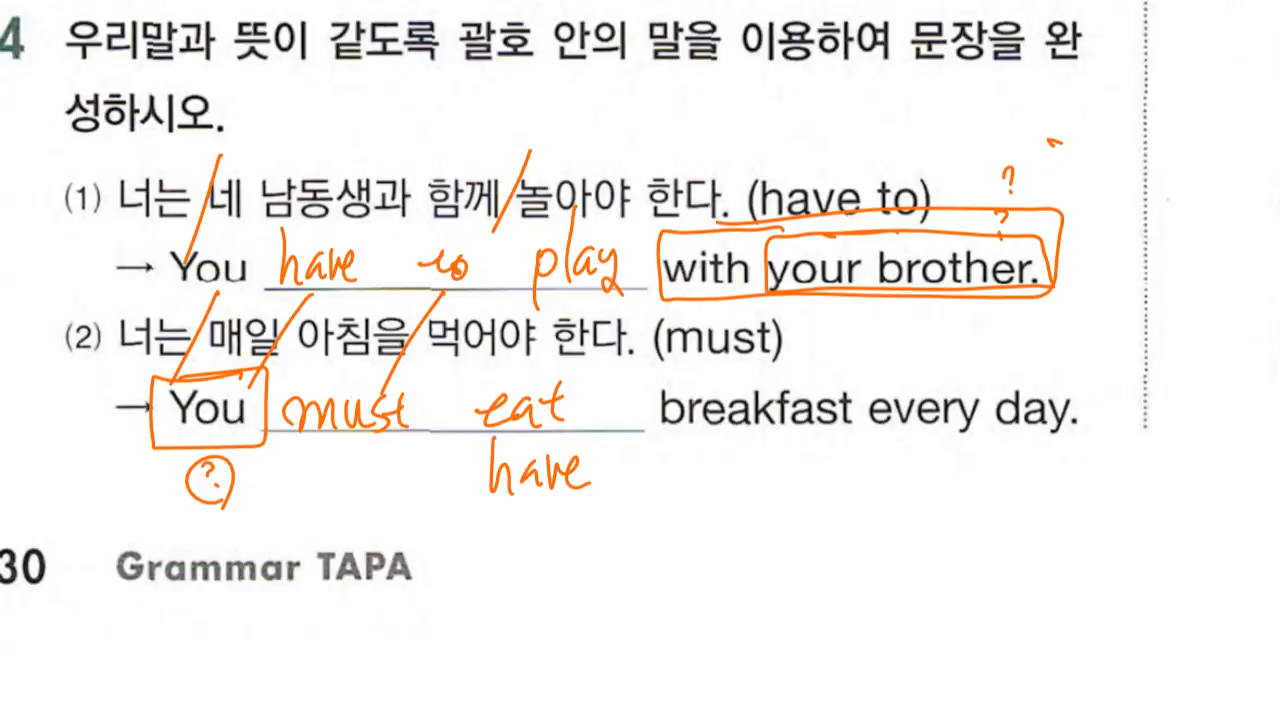 4 우리말과 뜻이 같도록 괄호 안의 말을 이용하여 문장을 완
성하시오.
?
(1) 너는 네 남동생과 함께 놀아야 한다. (have to)
?
→ You have to play with your brother.
(2) 너는 매일 아침을 먹어야 한다. (must)
→ You must eat breakfast every day.
? have
30 Grammar TAPA